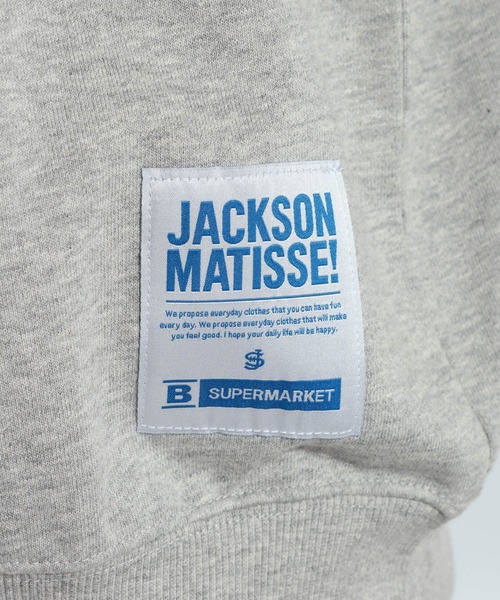 JACKSON
MATISSE!
We propose everyday clothes that you can have fun
every day. We propose everyday clothes that will make
you feel good. I hope your daily life will be happy.
B SUPERMARKET